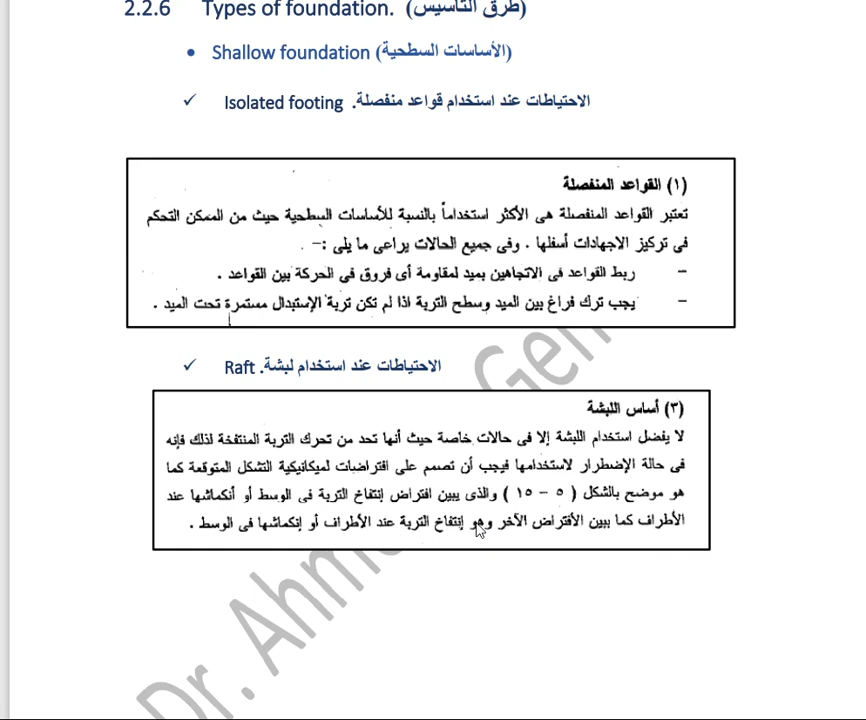 2.2.6 Types of foundation. (طرق التأسيس)
• Shallow foundation (الأساسات السطحية)
✓ Isolated footing الاحتياطات عند استخدام قواعد منفصلة.
(١) القواعد المنفصلة
تعتبر القواعد المنفصلة هى الأكثر استخداماً بالنسبة للأساسات السطحية حيث من الممكن التحكم
فى تركيز الاجهادات أسفلها . وفى جميع الحالات يراعى ما يلى :-
- ربط القواعد فى الاتجاهين بميد لمقاومة أى فروق فى الحركة بين القواعد .
- يجب ترك فراغ بين الميد وسطح التربة اذا لم تكن تربة الإستبدال مستمرة تحت الميد .
✓ Raft الاحتياطات عند استخدام لبشة.
(٣) أساس اللبشة
لا يفضل استخدام اللبشة إلا فى حالات خاصة حيث أنها تحد من تحرك التربة المنتفخة لذلك فإنه
فى حالة الإضطرار لاستخدامها فيجب أن تصمم على افتراضات لميكانيكية التشكل المتوقعة كما
هو موضح بالشكل ( ٥ - ١٥ ) والذى يبين افتراض إنتفاخ التربة فى الوسط أو أنكماشها عند
الأطراف كما يبين الأفتراض الآخر وهو إنتفاخ التربة عند الأطراف أو إنكماشها فى الوسط .
Dr. Ahm
Gen